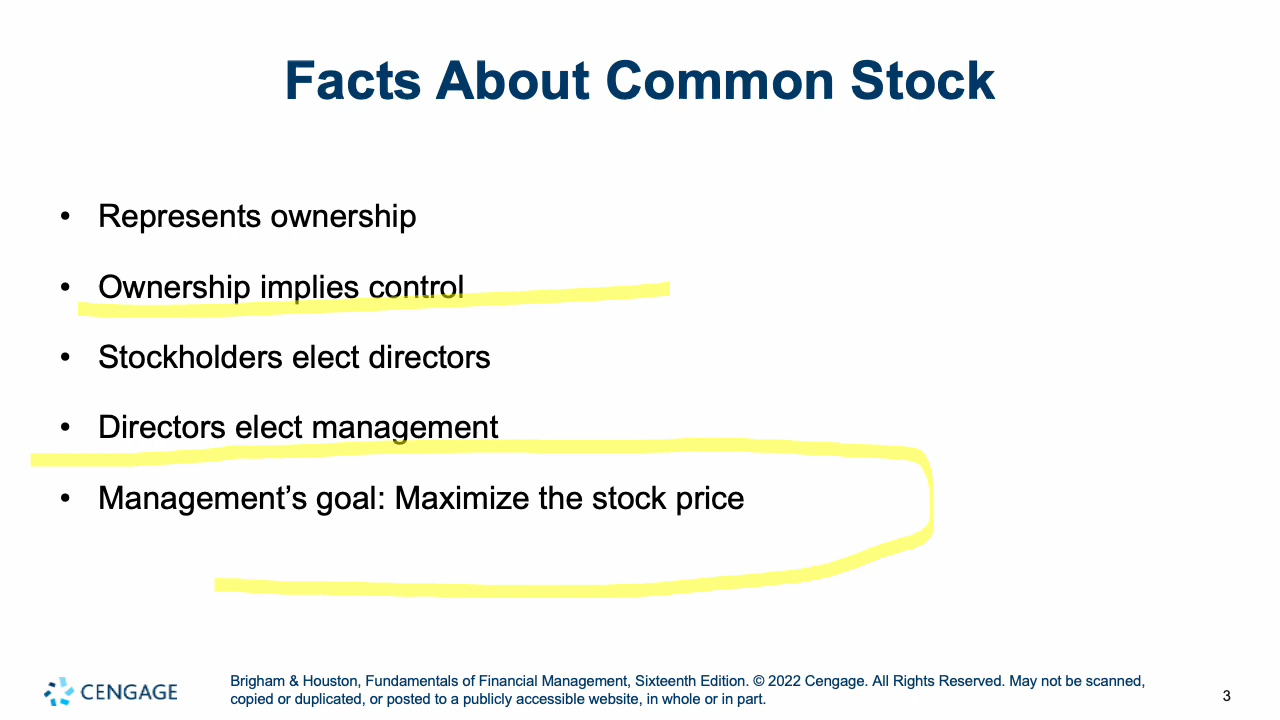 Facts About Common Stock
• Represents ownership
• Ownership implies control
• Stockholders elect directors
• Directors elect management
• Management’s goal: Maximize the stock price
CENGAGE
Brigham & Houston, Fundamentals of Financial Management, Sixteenth Edition. © 2022 Cengage. All Rights Reserved. May not be scanned,
copied or duplicated, or posted to a publicly accessible website, in whole or in part.
3